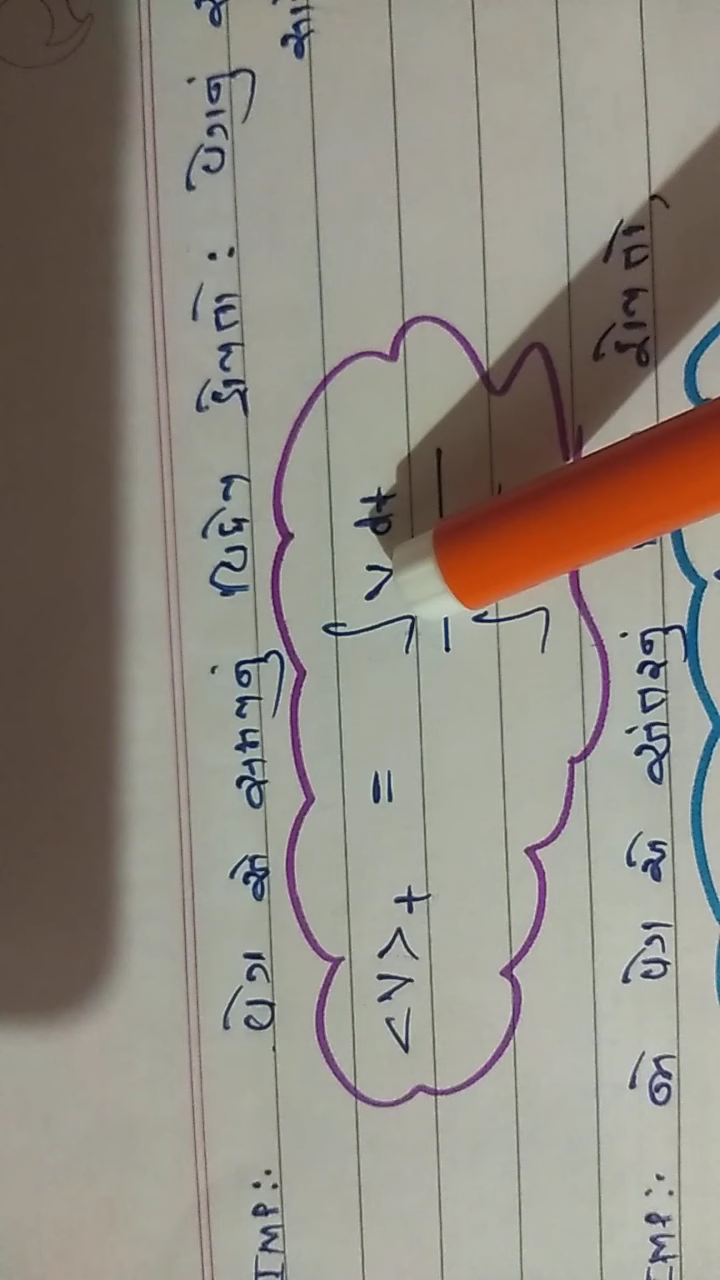 IMP: વેગ એ સમયનું વિધેય હોય તો : વેગનું
<v>t = ∫ v dt
∫
IMP: જો વેગ એ અંતરનું હોય તો,